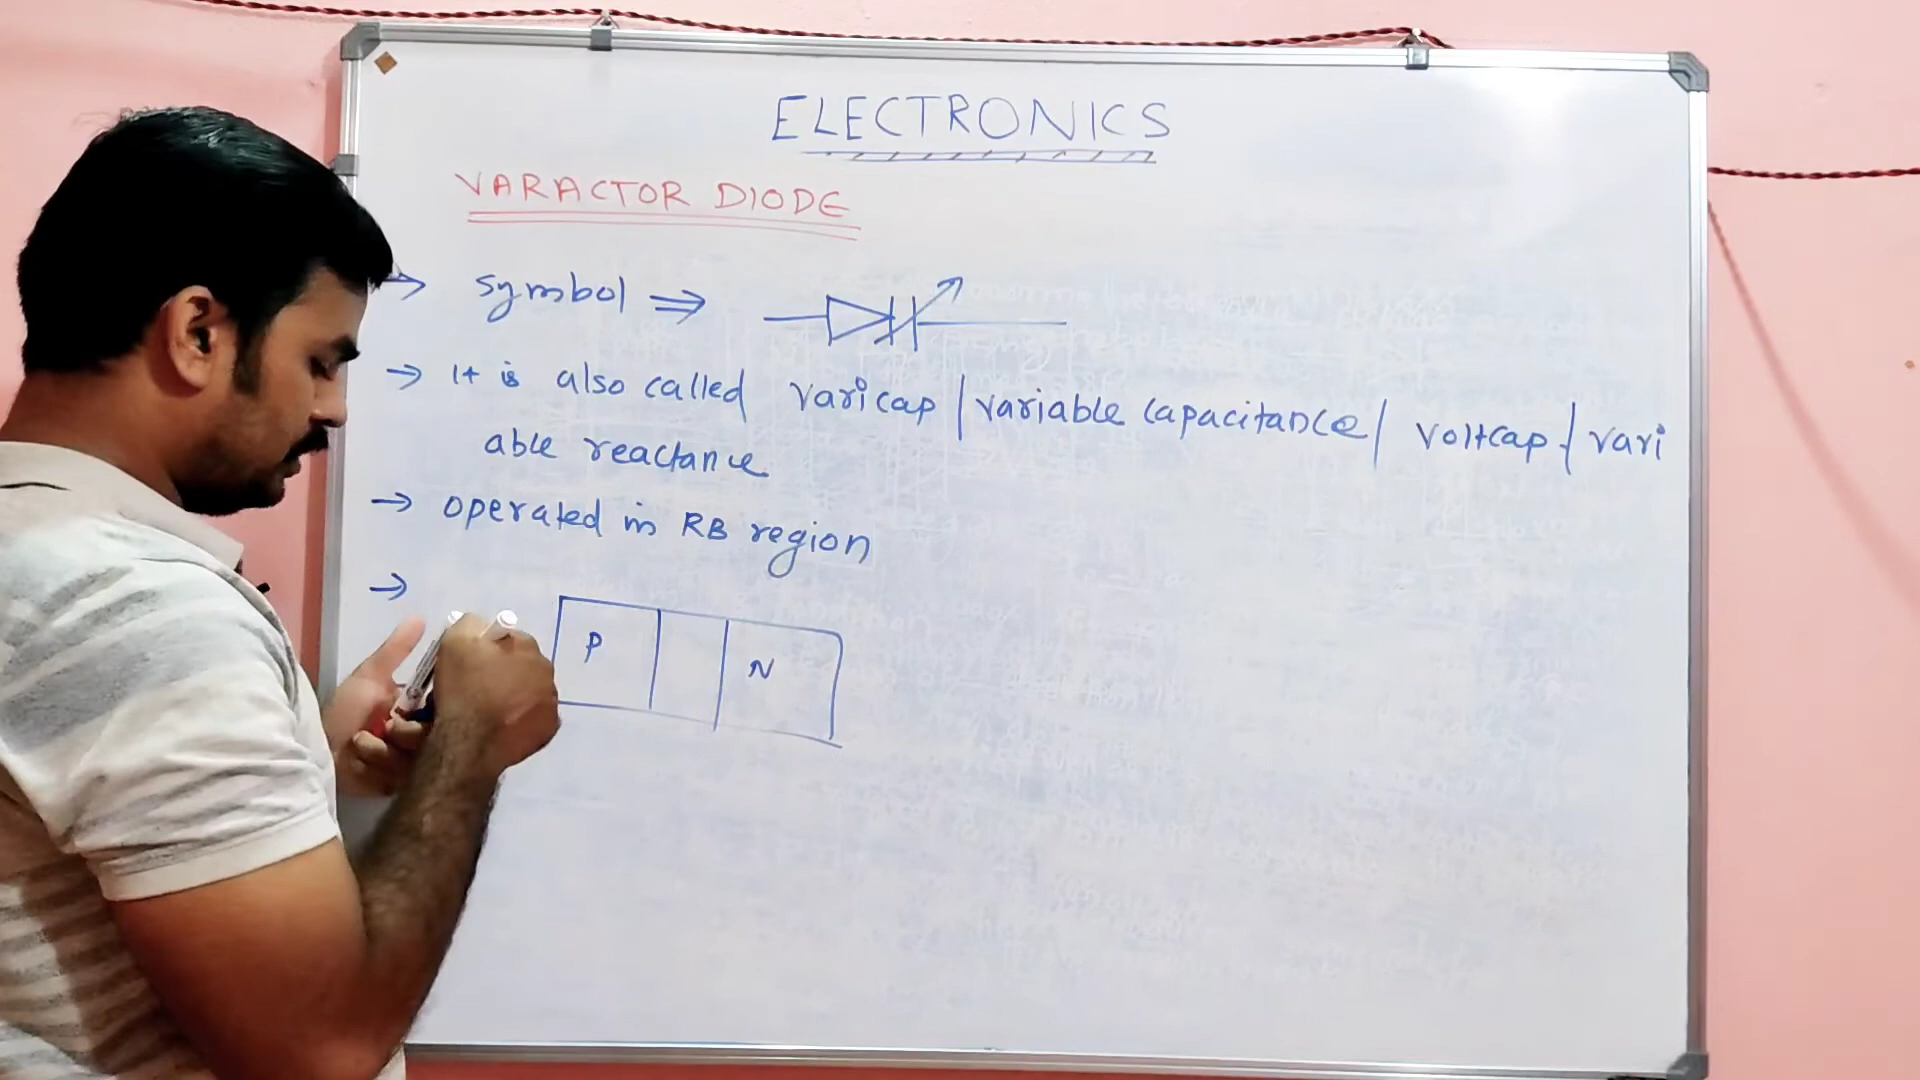 ELECTRONICS
VARACTOR DIODE
→ symbol ⇒
→ It is also called varicap / variable capacitance / voltcap / vari
able reactance
→ operated in RB region
→
P N